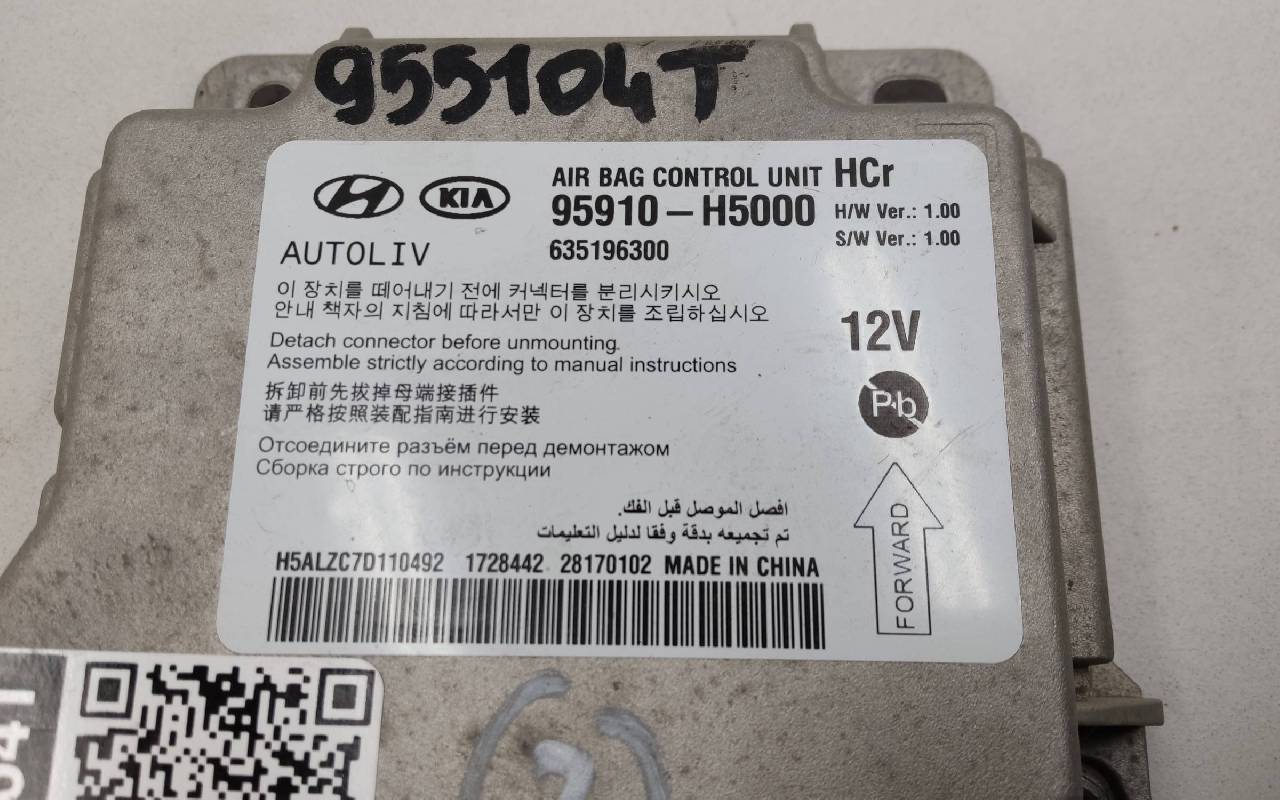 955104T
KIA
AIR BAG CONTROL UNIT HCr
95910-H5000
H/W Ver.: 1.00
S/W Ver.: 1.00
AUTOLIV
635196300
이 장치를 떼어내기 전에 커넥터를 분리시키시오
안내 책자의 지침에 따라서만 이 장치를 조립하십시오
12V
Detach connector before unmounting.
Assemble strictly according to manual instructions
Pb
拆卸前先拔掉母端接插件
请严格按照装配指南进行安装
Отсоедините разъём перед демонтажом
Сборка строго по инструкции
FORWARD
افصل الموصل قبل الفك.
تم تجميعه بدقة وفقا لدليل التعليمات
H5ALZC7D110492 1728442 28170102 MADE IN CHINA
04T